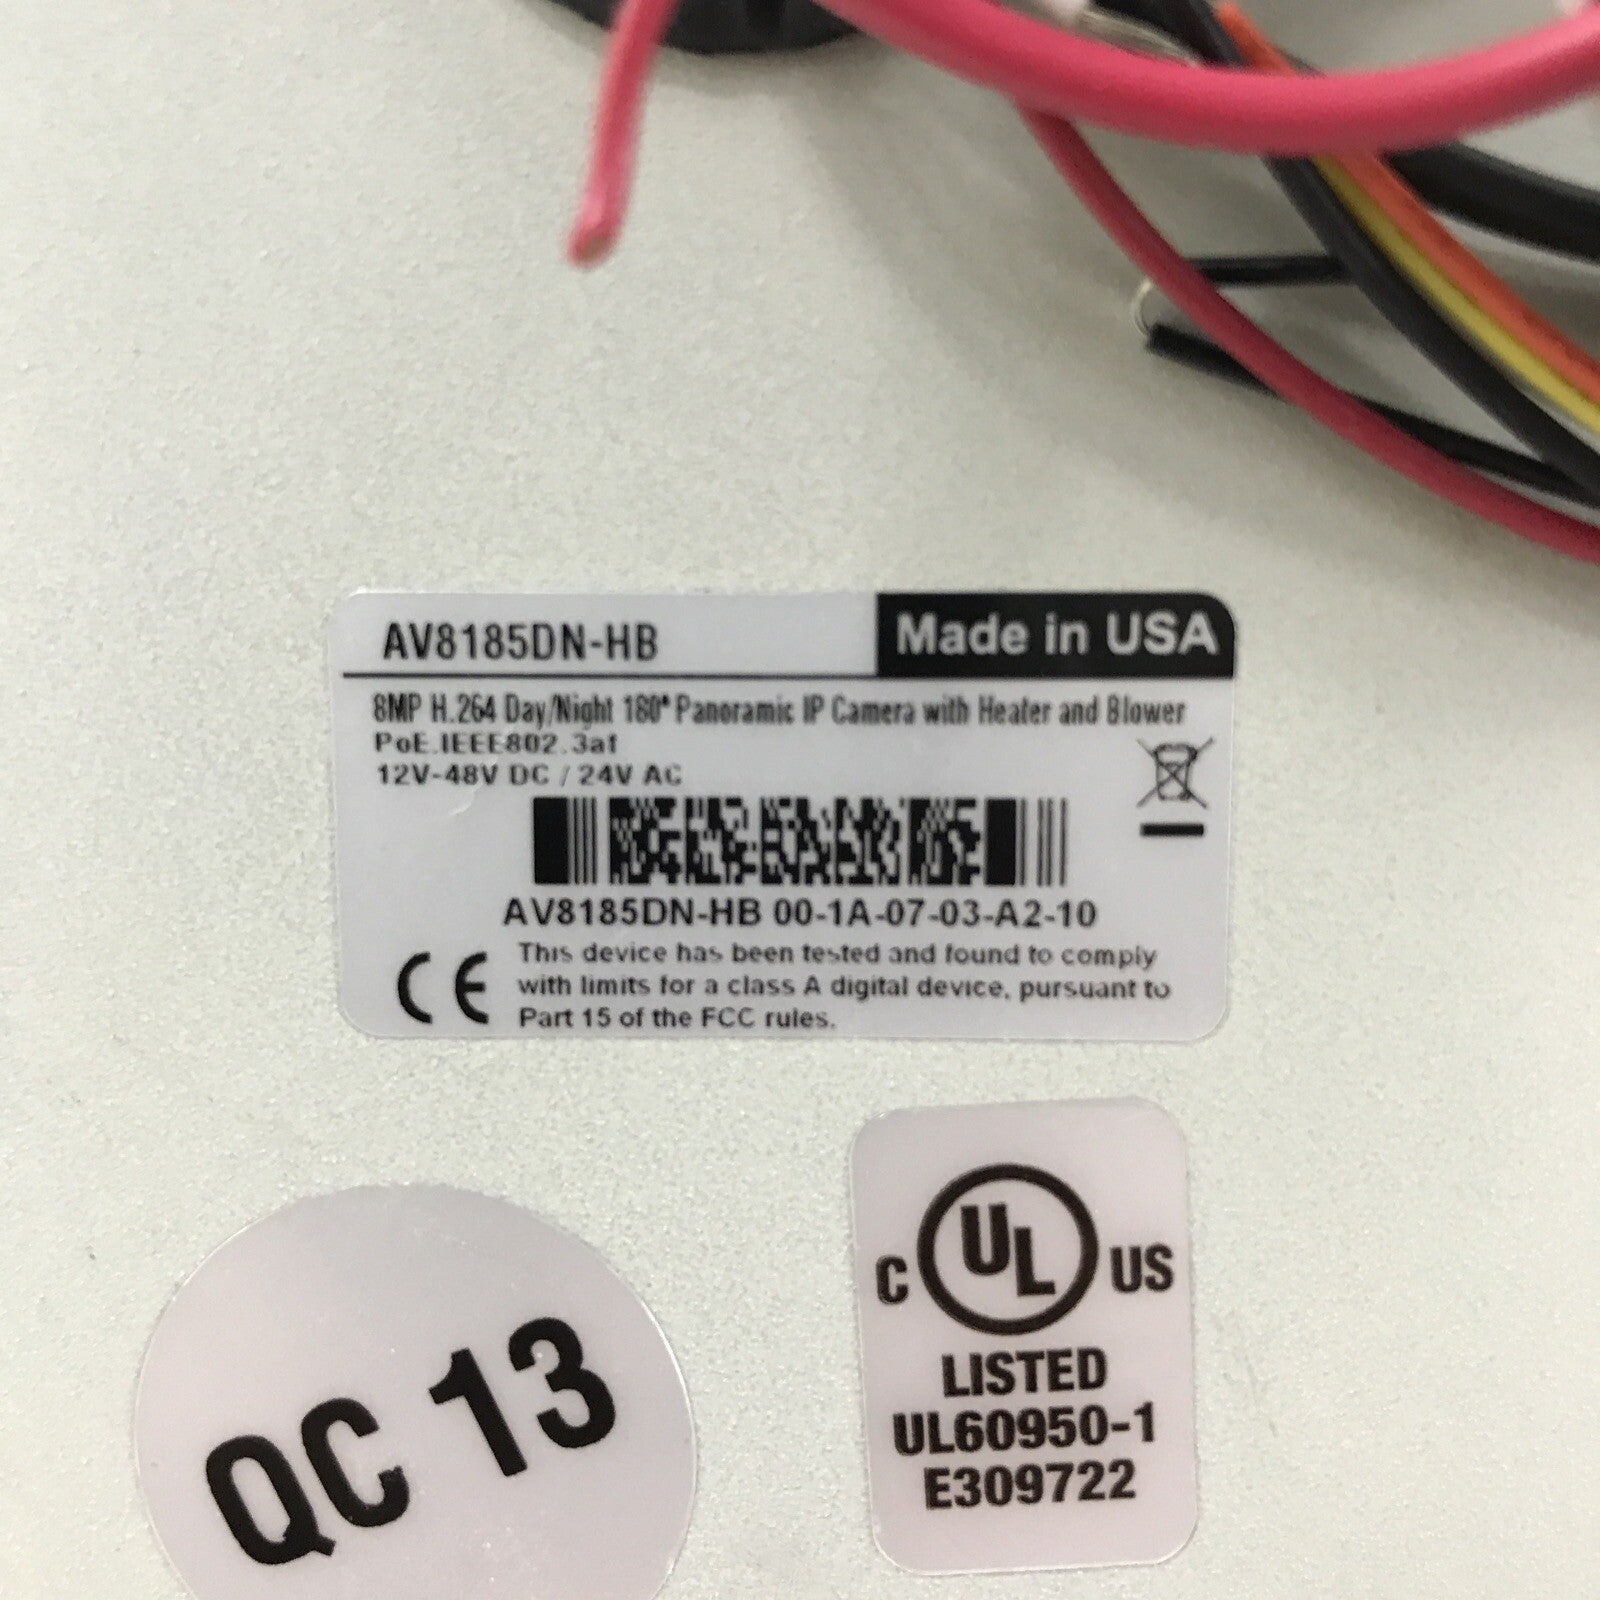 AV8185DN-HB
Made in USA
8MP H.264 Day/Night 180° Panoramic IP Camera with Heater and Blower
PoE.IEEE802.3af
12V-48V DC / 24V AC
AV8185DN-HB 00-1A-07-03-A2-10
CE
This device has been tested and found to comply
with limits for a class A digital device, pursuant to
Part 15 of the FCC rules.
C UL US
LISTED
UL60950-1
E309722
QC 13